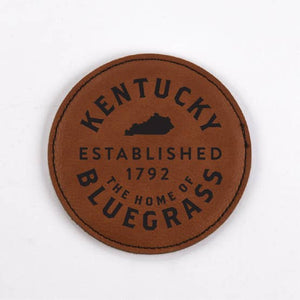 KENTUCKY
ESTABLISHED
1792
THE HOME OF
BLUEGRASS